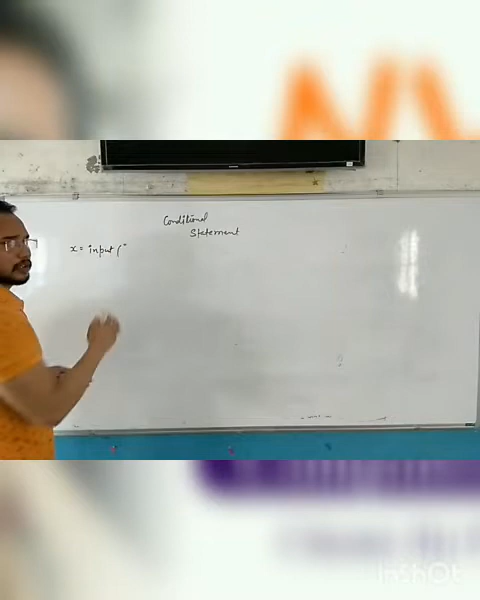 Conditional
Statement
x = input ("
InShOt